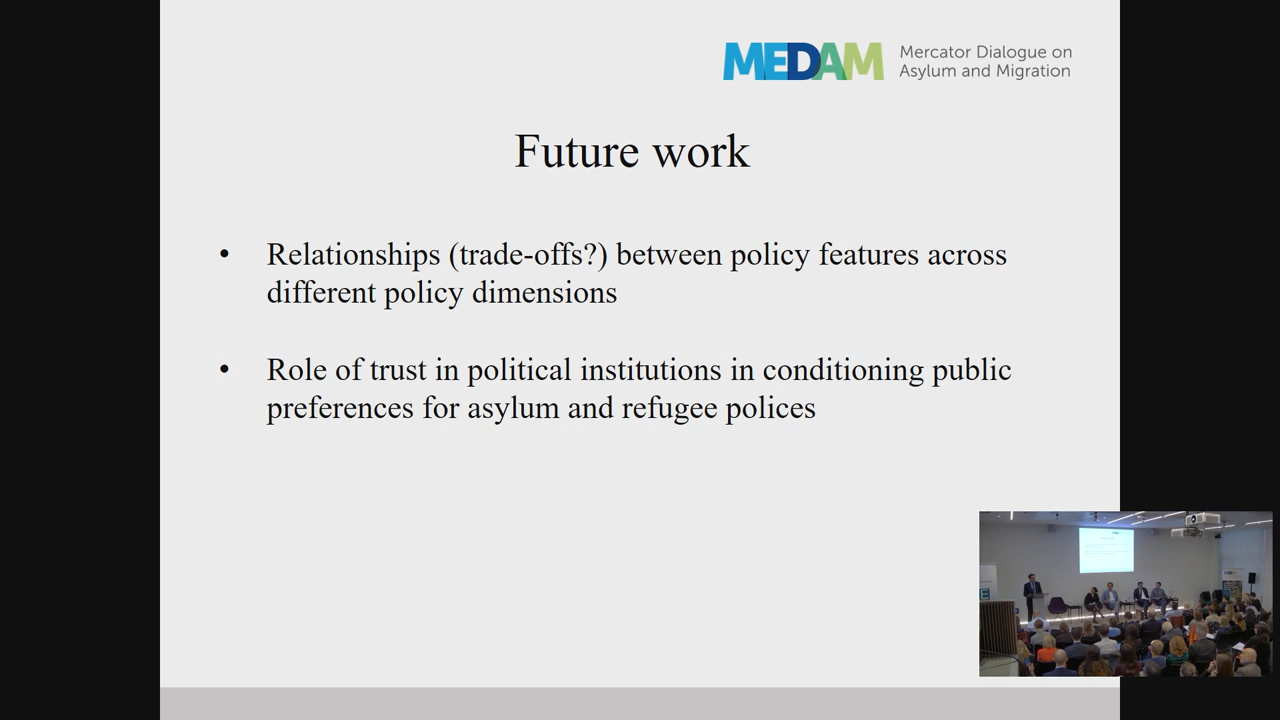 MEDAM
Mercator Dialogue on
Asylum and Migration
Future work
• Relationships (trade-offs?) between policy features across
different policy dimensions
• Role of trust in political institutions in conditioning public
preferences for asylum and refugee polices